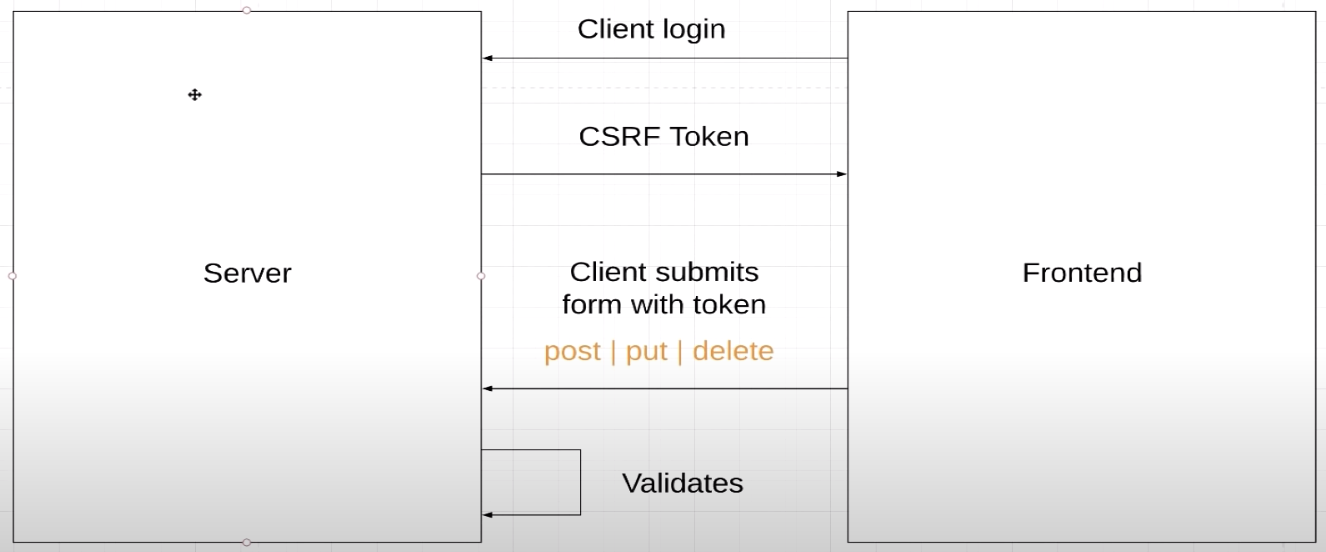 Client login
CSRF Token
Server
Client submits
form with token
post | put | delete
Frontend
Validates